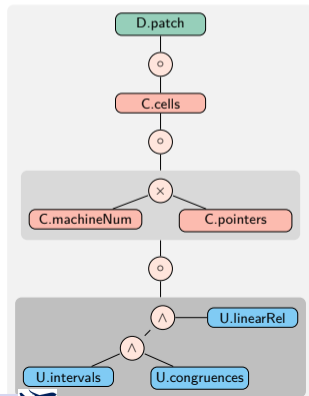 D.patch
∘
C.cells
∘
×
C.machineNum C.pointers
∘
∧ U.linearRel
∧
U.intervals U.congruences